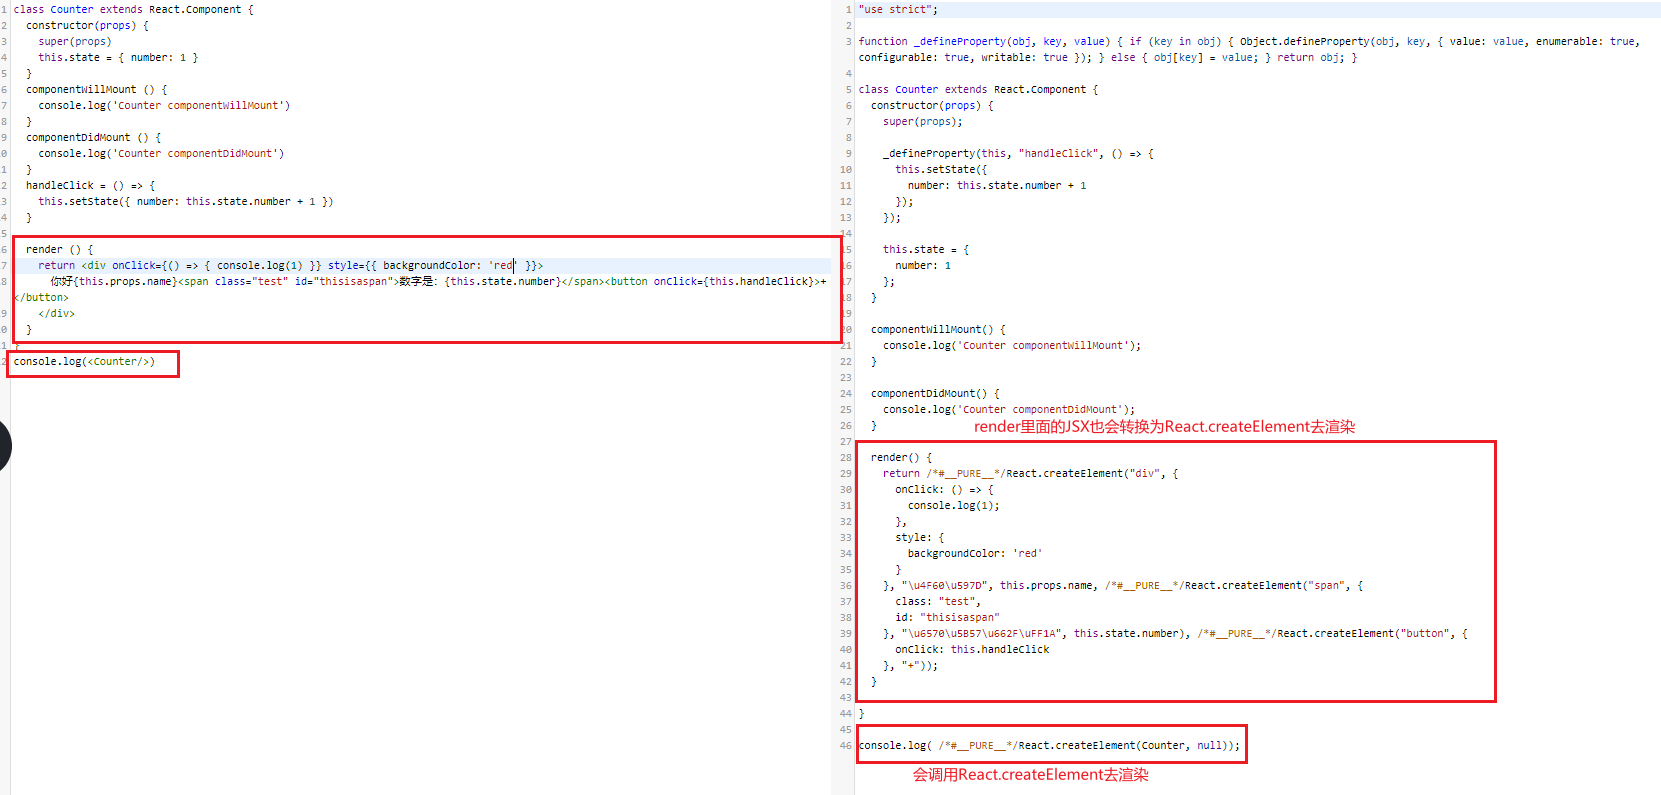 1 class Counter extends React.Component {
2 constructor(props) {
3 super(props)
4 this.state = { number: 1 }
5 }
6 componentWillMount () {
7 console.log('Counter componentWillMount')
8 }
9 componentDidMount () {
0 console.log('Counter componentDidMount')
1 }
2 handleClick = () => {
3 this.setState({ number: this.state.number + 1 })
4 }
5
6 render () {
7 return <div onClick={() => { console.log(1) }} style={{ backgroundColor: 'red' }}>
8 你好{this.props.name}<span class="test" id="thisisaspan">数字是：{this.state.number}</span><button onClick={this.handleClick}>+
</button>
9 </div>
0 }
1 }
2 console.log(<Counter/>)
1 "use strict";
2
3 function _defineProperty(obj, key, value) { if (key in obj) { Object.defineProperty(obj, key, { value: value, enumerable: true,
configurable: true, writable: true }); } else { obj[key] = value; } return obj; }
4
5 class Counter extends React.Component {
6 constructor(props) {
7 super(props);
8
9 _defineProperty(this, "handleClick", () => {
10 this.setState({
11 number: this.state.number + 1
12 });
13 });
14
15 this.state = {
16 number: 1
17 };
18 }
19
20 componentWillMount() {
21 console.log('Counter componentWillMount');
22 }
23
24 componentDidMount() {
25 console.log('Counter componentDidMount');
26 }
render里面的JSX也会转换为React.createElement去渲染
27
28 render() {
29 return /*#__PURE__*/React.createElement("div", {
30 onClick: () => {
31 console.log(1);
32 },
33 style: {
34 backgroundColor: 'red'
35 }
36 }, "\u4F60\u597D", this.props.name, /*#__PURE__*/React.createElement("span", {
37 class: "test",
38 id: "thisisaspan"
39 }, "\u6570\u5B57\u662F\uFF1A", this.state.number), /*#__PURE__*/React.createElement("button", {
40 onClick: this.handleClick
41 }, "+"));
42 }
43
44 }
45
46 console.log( /*#__PURE__*/React.createElement(Counter, null));
会调用React.createElement去渲染